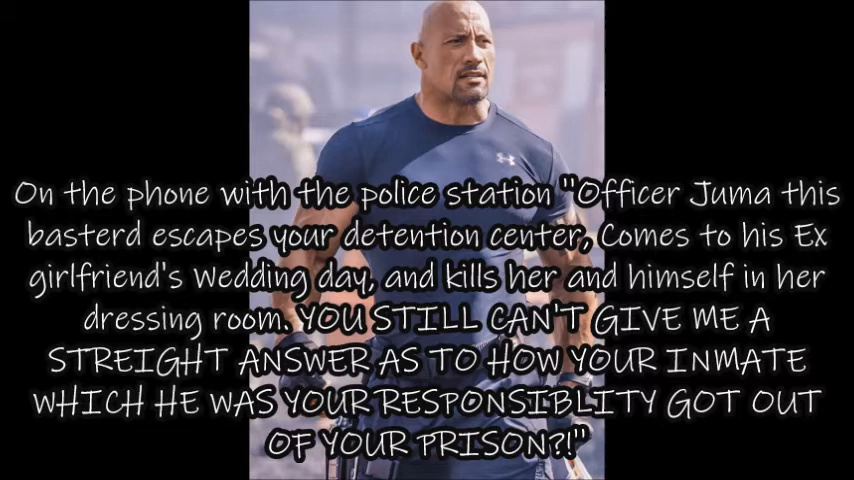 On the phone with the police station "Officer Juma this
basterd escapes your detention center, Comes to his Ex
girlfriend's Wedding day, and kills her and himself in her
dressing room. YOU STILL CAN'T GIVE ME A
STREIGHT ANSWER AS TO HOW YOUR INMATE
WHICH HE WAS YOUR RESPONSIBLITY GOT OUT
OF YOUR PRISON?!"